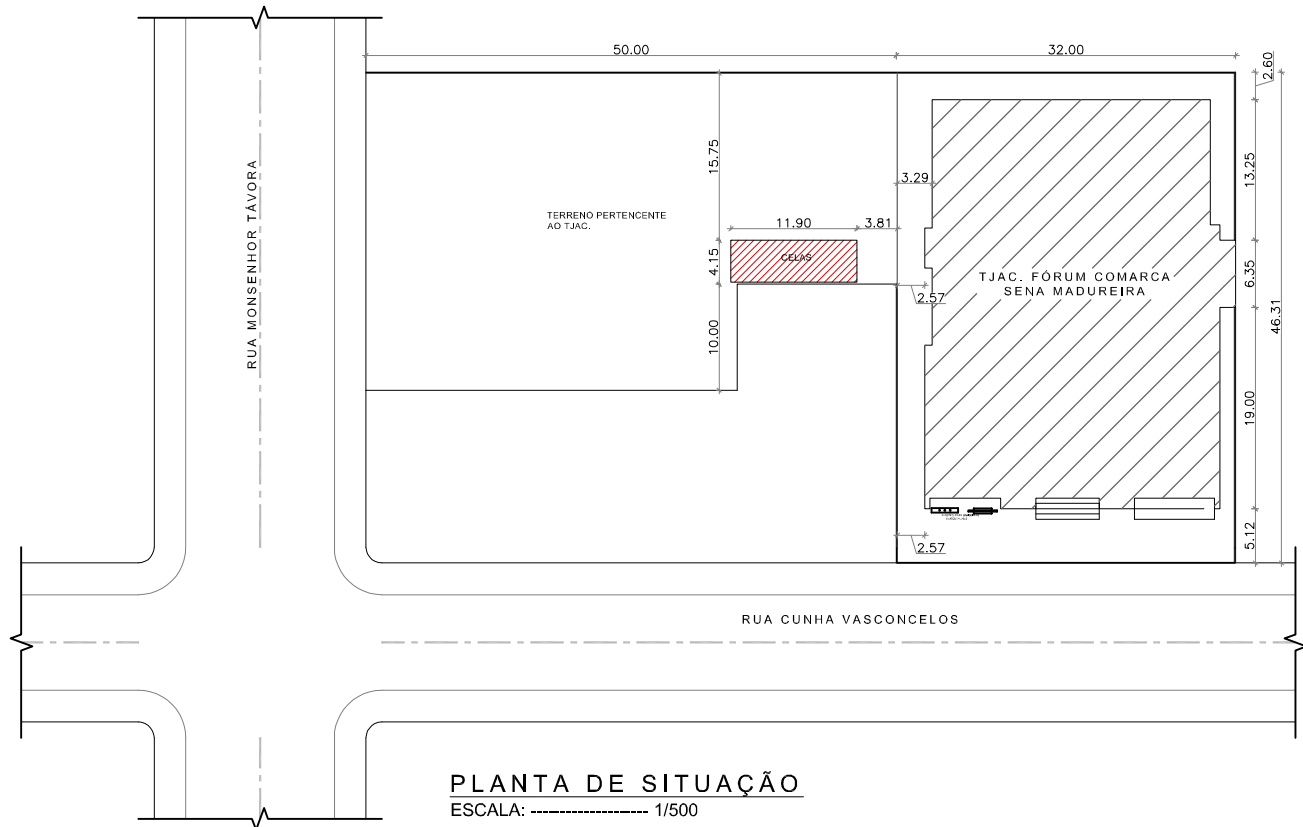 50.00
32.00
2.60
RUA MONSENHOR TÁVORA
15.75
3.29
13.25
TERRENO PERTENCENTE
AO TJAC.
11.90
3.81
4.15
CELAS
TJAC. FÓRUM COMARCA
SENA MADUREIRA
6.35
2.57
46.31
10.00
19.00
2.57
5.12
RUA CUNHA VASCONCELOS
PLANTA DE SITUAÇÃO
ESCALA: -------------------- 1/500